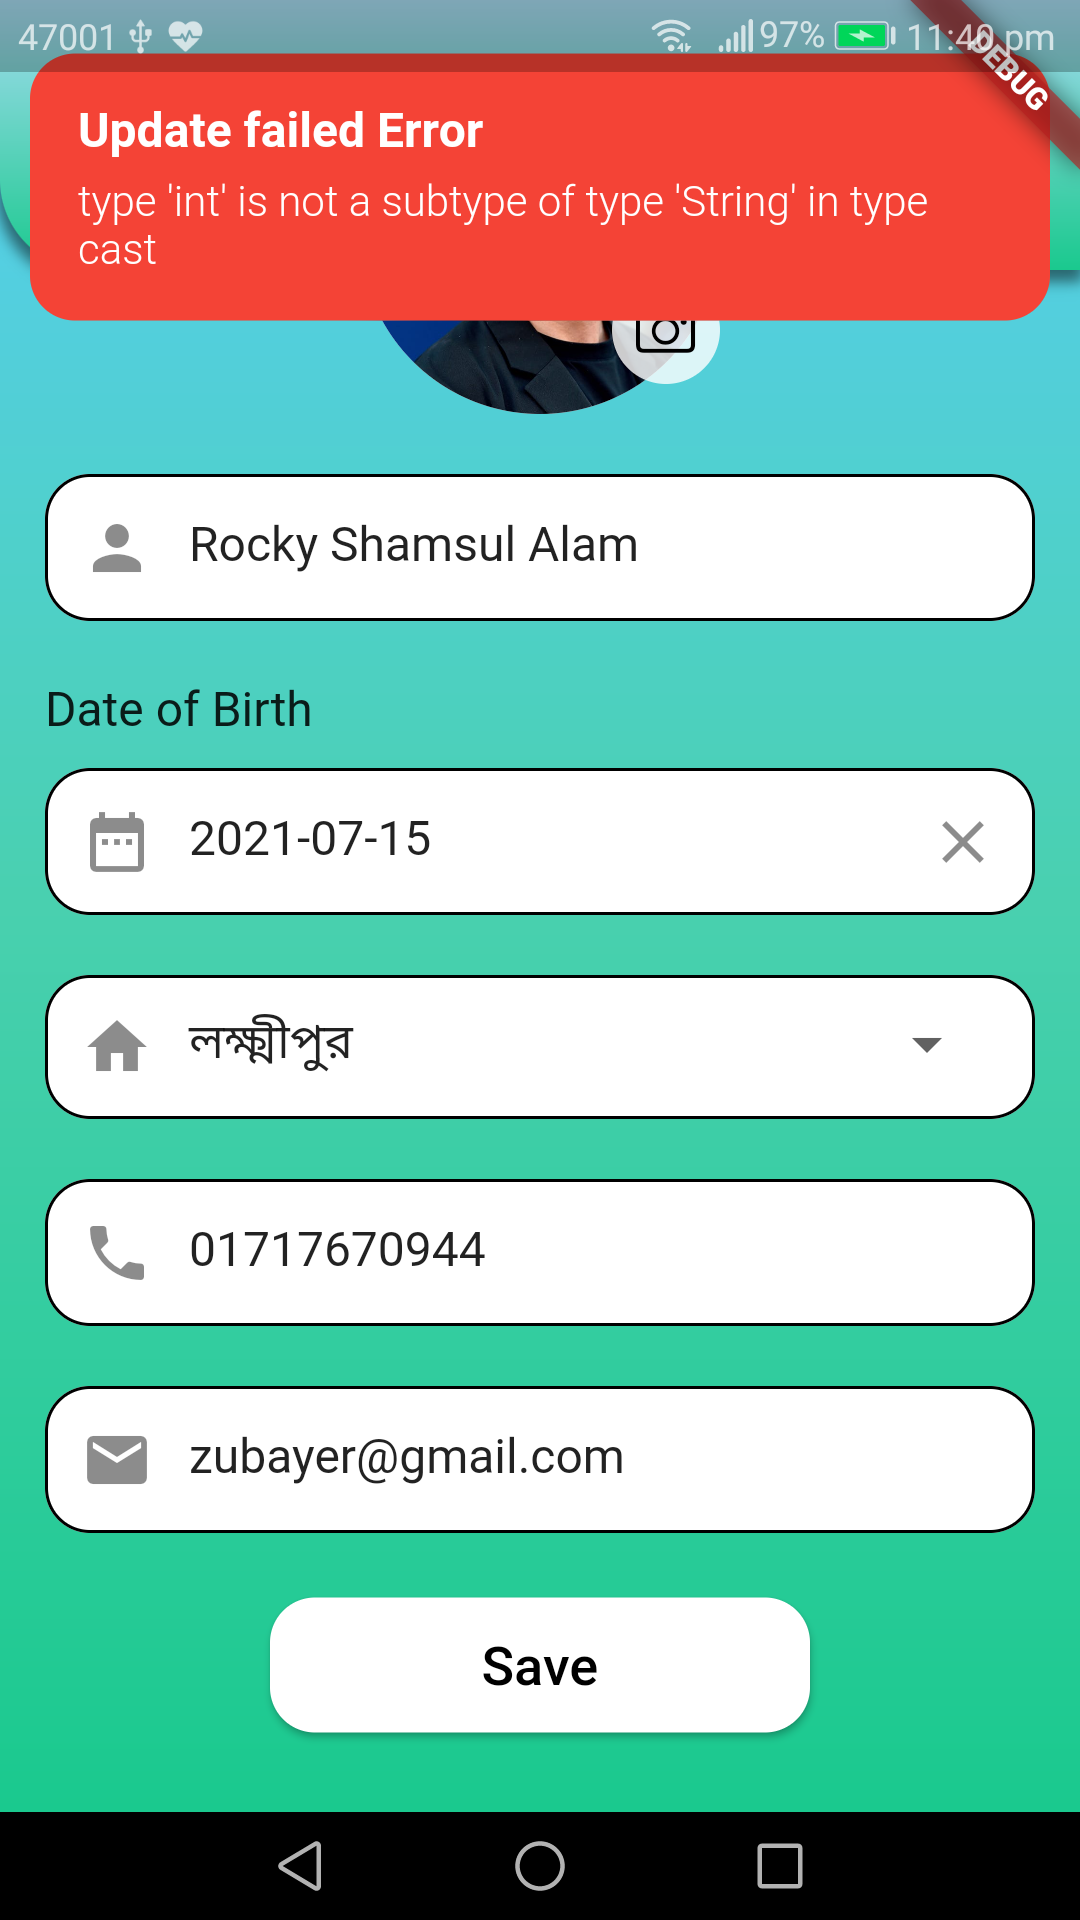 47001 97% 11:40 pm
DEBUG
Update failed Error
type 'int' is not a subtype of type 'String' in type
cast
Rocky Shamsul Alam
Date of Birth
2021-07-15
লক্ষ্মীপুর
01717670944
zubayer@gmail.com
Save